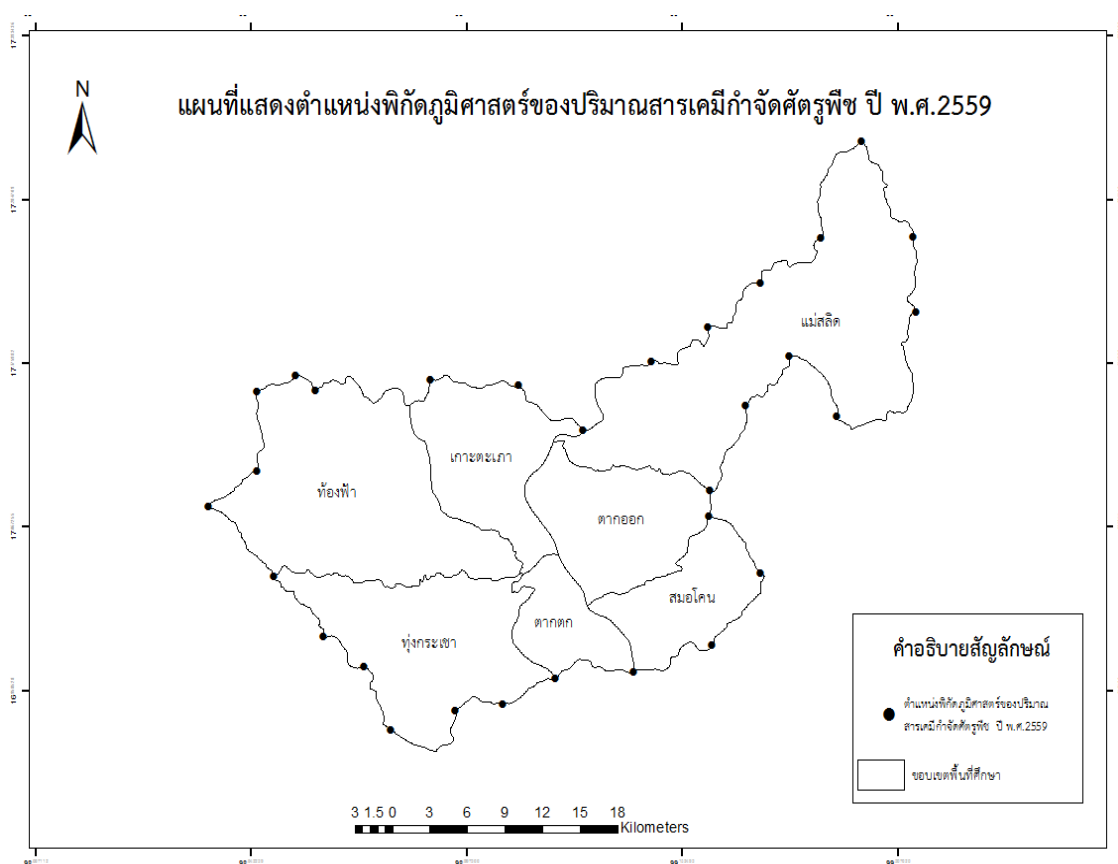 แผนที่แสดงตำแหน่งพิกัดภูมิศาสตร์ของปริมาณสารเคมีกำจัดศัตรูพืช ปี พ.ศ.2559
N
แม่สลิด
เกาะตะเภา
ท้องฟ้า
ตากออก
สมอโคน
ตากตก
ทุ่งกระเชา
คำอธิบายสัญลักษณ์
ตำแหน่งพิกัดภูมิศาสตร์ของปริมาณ
สารเคมีกำจัดศัตรูพืช ปี พ.ศ.2559
ขอบเขตพื้นที่ศึกษา
3 1.5 0 3 6 9 12 15 18
Kilometers